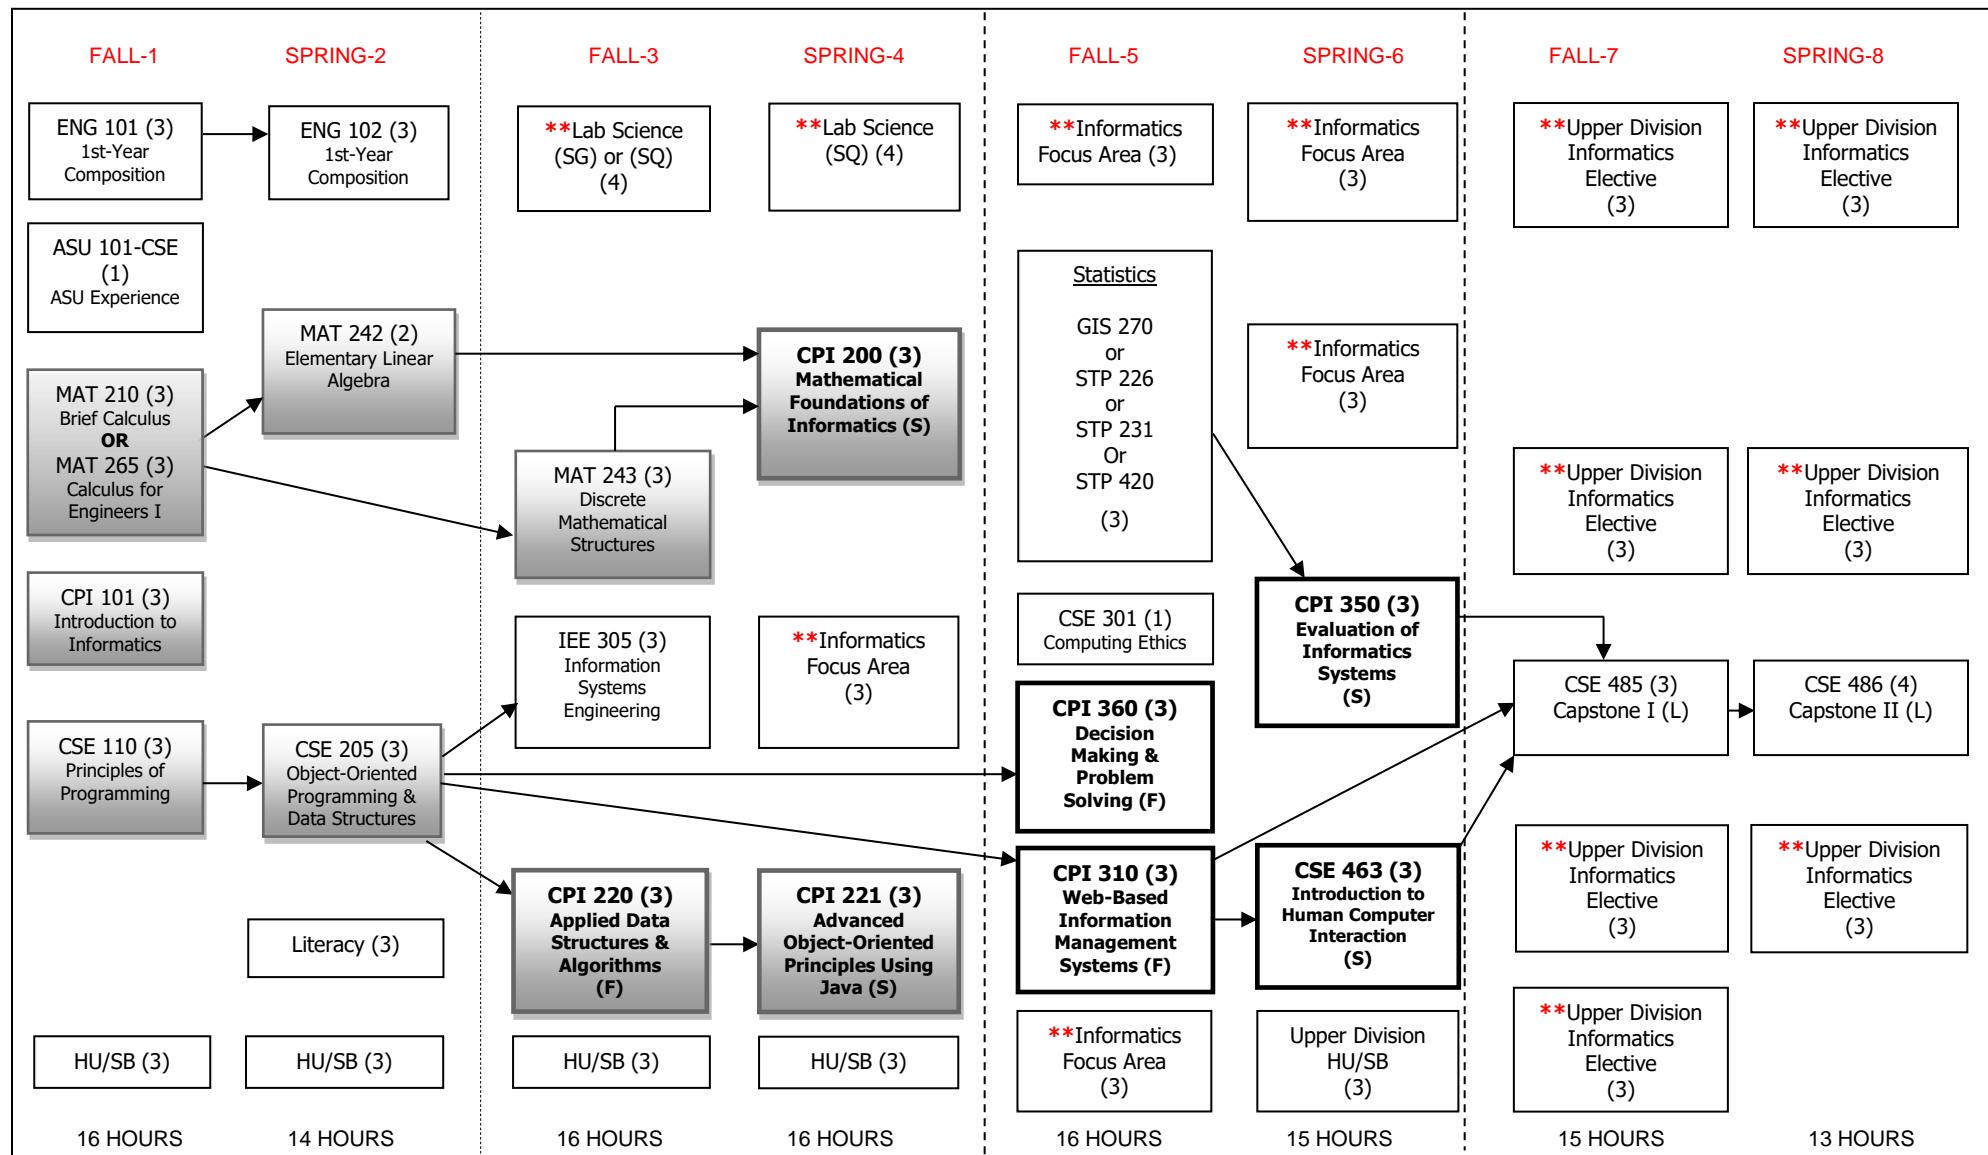 FALL-1
SPRING-2
FALL-3
SPRING-4
FALL-5
SPRING-6
FALL-7
SPRING-8
ENG 101 (3)
1st-Year
Composition
ASU 101-CSE
(1)
ASU Experience
MAT 210 (3)
Brief Calculus
OR
MAT 265 (3)
Calculus for
Engineers I
CPI 101 (3)
Introduction to
Informatics
CSE 110 (3)
Principles of
Programming
HU/SB (3)
16 HOURS
ENG 102 (3)
1st-Year
Composition
MAT 242 (2)
Elementary Linear
Algebra
CSE 205 (3)
Object-Oriented
Programming &
Data Structures
Literacy (3)
HU/SB (3)
14 HOURS
**Lab Science
(SG) or (SQ)
(4)
MAT 243 (3)
Discrete
Mathematical
Structures
IEE 305 (3)
Information
Systems
Engineering
CPI 220 (3)
Applied Data
Structures &
Algorithms
(F)
HU/SB (3)
16 HOURS
**Lab Science
(SQ) (4)
CPI 200 (3)
Mathematical
Foundations of
Informatics (S)
**Informatics
Focus Area
(3)
CPI 221 (3)
Advanced
Object-Oriented
Principles Using
Java (S)
HU/SB (3)
16 HOURS
**Informatics
Focus Area (3)
Statistics
GIS 270
or
STP 226
or
STP 231
Or
STP 420
(3)
CSE 301 (1)
Computing Ethics
CPI 360 (3)
Decision
Making &
Problem
Solving (F)
CPI 310 (3)
Web-Based
Information
Management
Systems (F)
**Informatics
Focus Area
(3)
16 HOURS
**Informatics
Focus Area
(3)
**Informatics
Focus Area
(3)
CPI 350 (3)
Evaluation of
Informatics
Systems
(S)
CSE 463 (3)
Introduction to
Human Computer
Interaction
(S)
Upper Division
HU/SB
(3)
15 HOURS
**Upper Division
Informatics
Elective
(3)
**Upper Division
Informatics
Elective
(3)
CSE 485 (3)
Capstone I (L)
**Upper Division
Informatics
Elective
(3)
**Upper Division
Informatics
Elective
(3)
15 HOURS
**Upper Division
Informatics
Elective
(3)
**Upper Division
Informatics
Elective
(3)
CSE 486 (4)
Capstone II (L)
**Upper Division
Informatics
Elective
(3)
13 HOURS